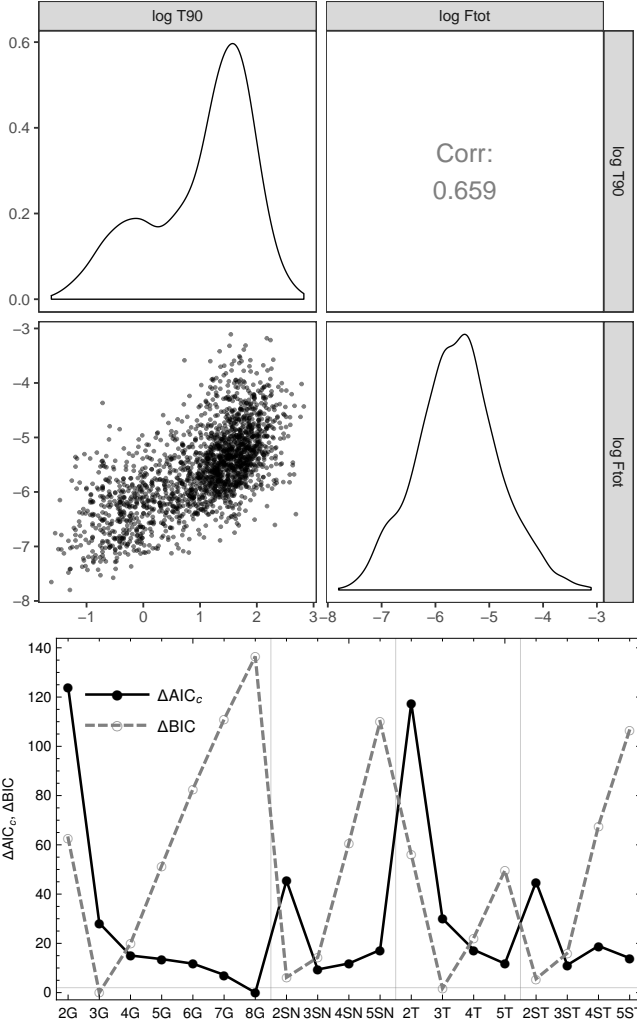 log T90
log Ftot
0.6
0.4
0.2
0.0
Corr:
0.659
log T90
−3
−4
−5
−6
−7
−8
log Ftot
−1 0 1 2 3 −8 −7 −6 −5 −4 −3
140
120
100
80
60
40
20
0
ΔAICc, ΔBIC
ΔAICc
ΔBIC
2G 3G 4G 5G 6G 7G 8G 2SN 3SN 4SN 5SN 2T 3T 4T 5T 2ST 3ST 4ST 5S